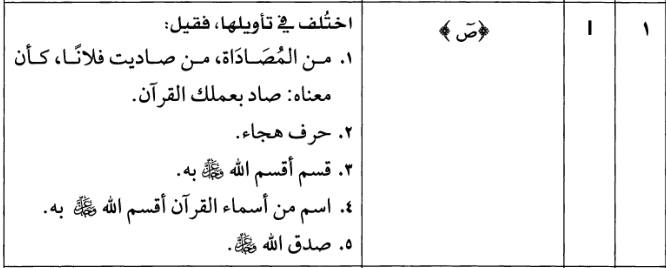 ١ | ا | ﴿صٓ﴾ | اختُلف في تأويلها، فقيل:
١. من المُصَادَاة، من صاديت فلانًا، كأن
معناه: صاد بعملك القرآن.
٢. حرف هجاء.
٣. قسم أقسم الله ﷻ به.
٤. اسم من أسماء القرآن أقسم الله ﷻ به.
٥. صدق الله ﷻ.